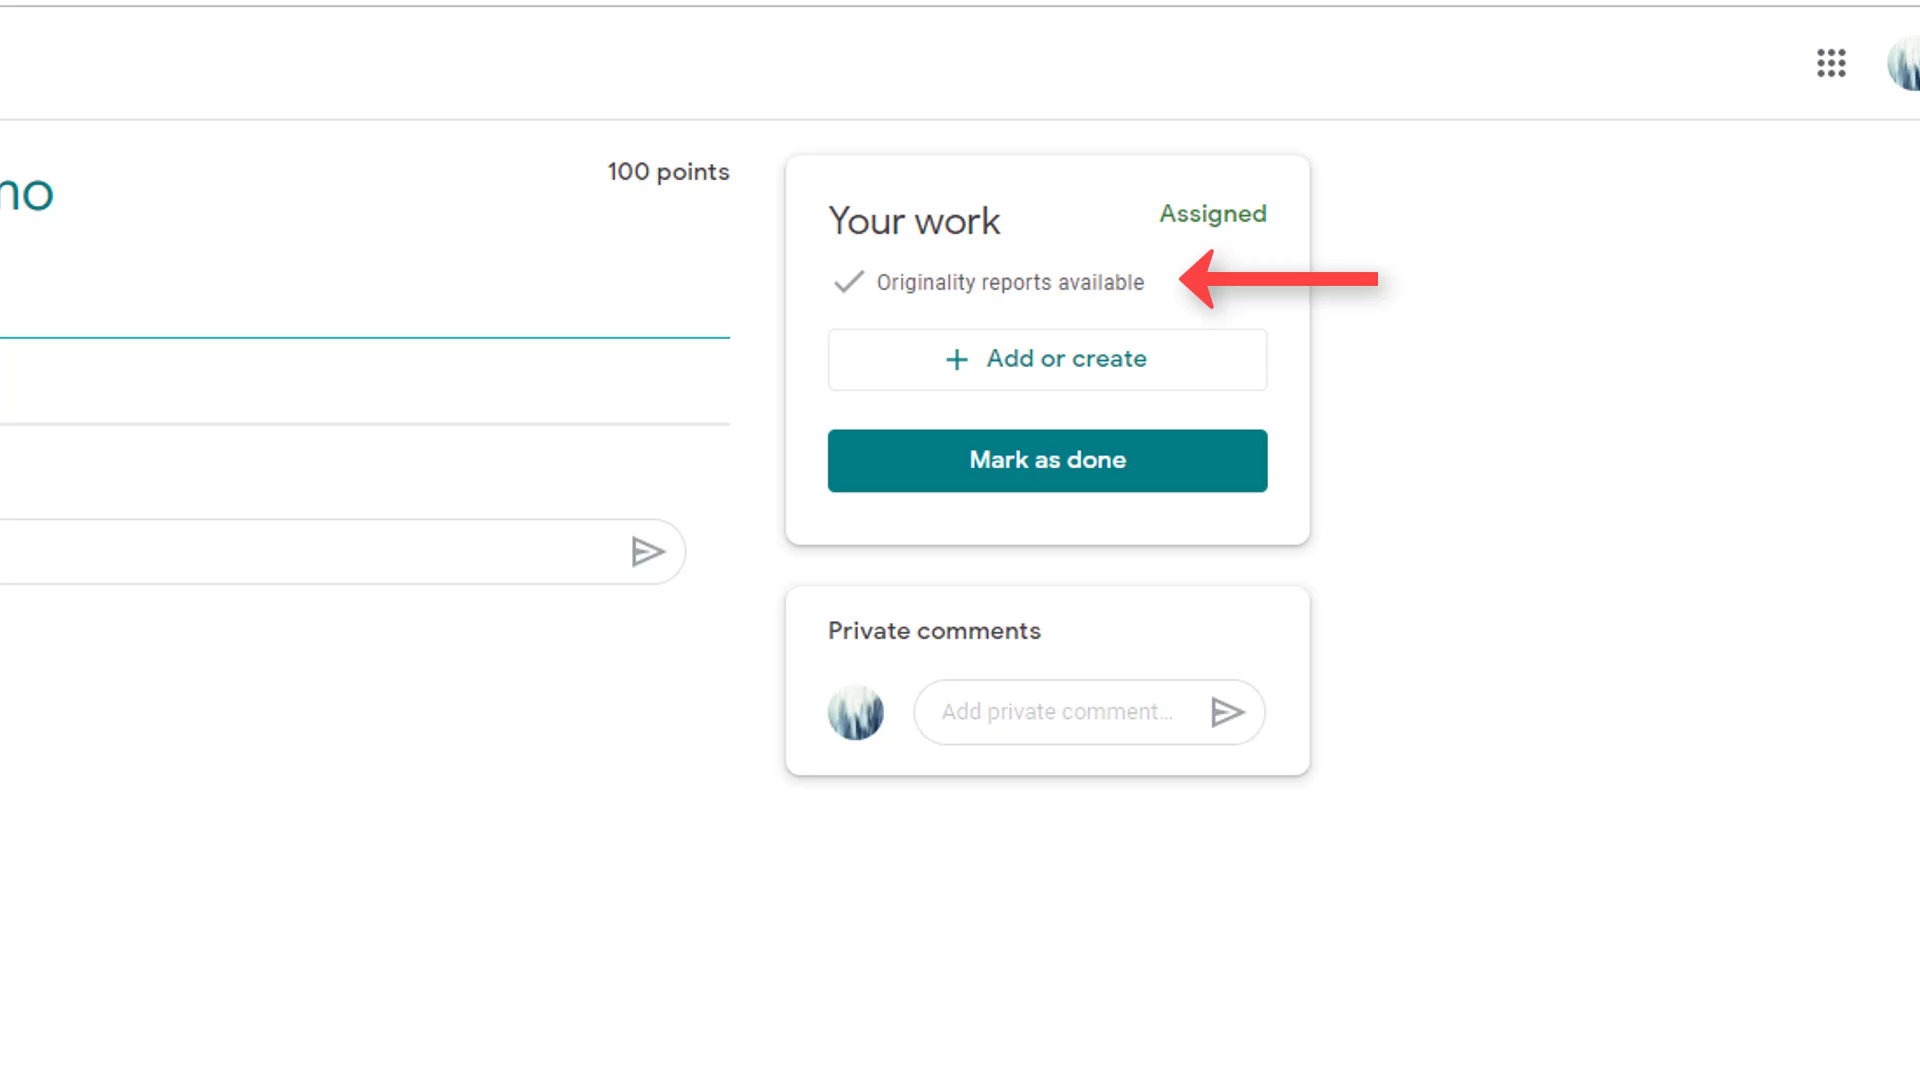 100 points
Your work
Assigned
Originality reports available
+ Add or create
Mark as done
Private comments
Add private comment...